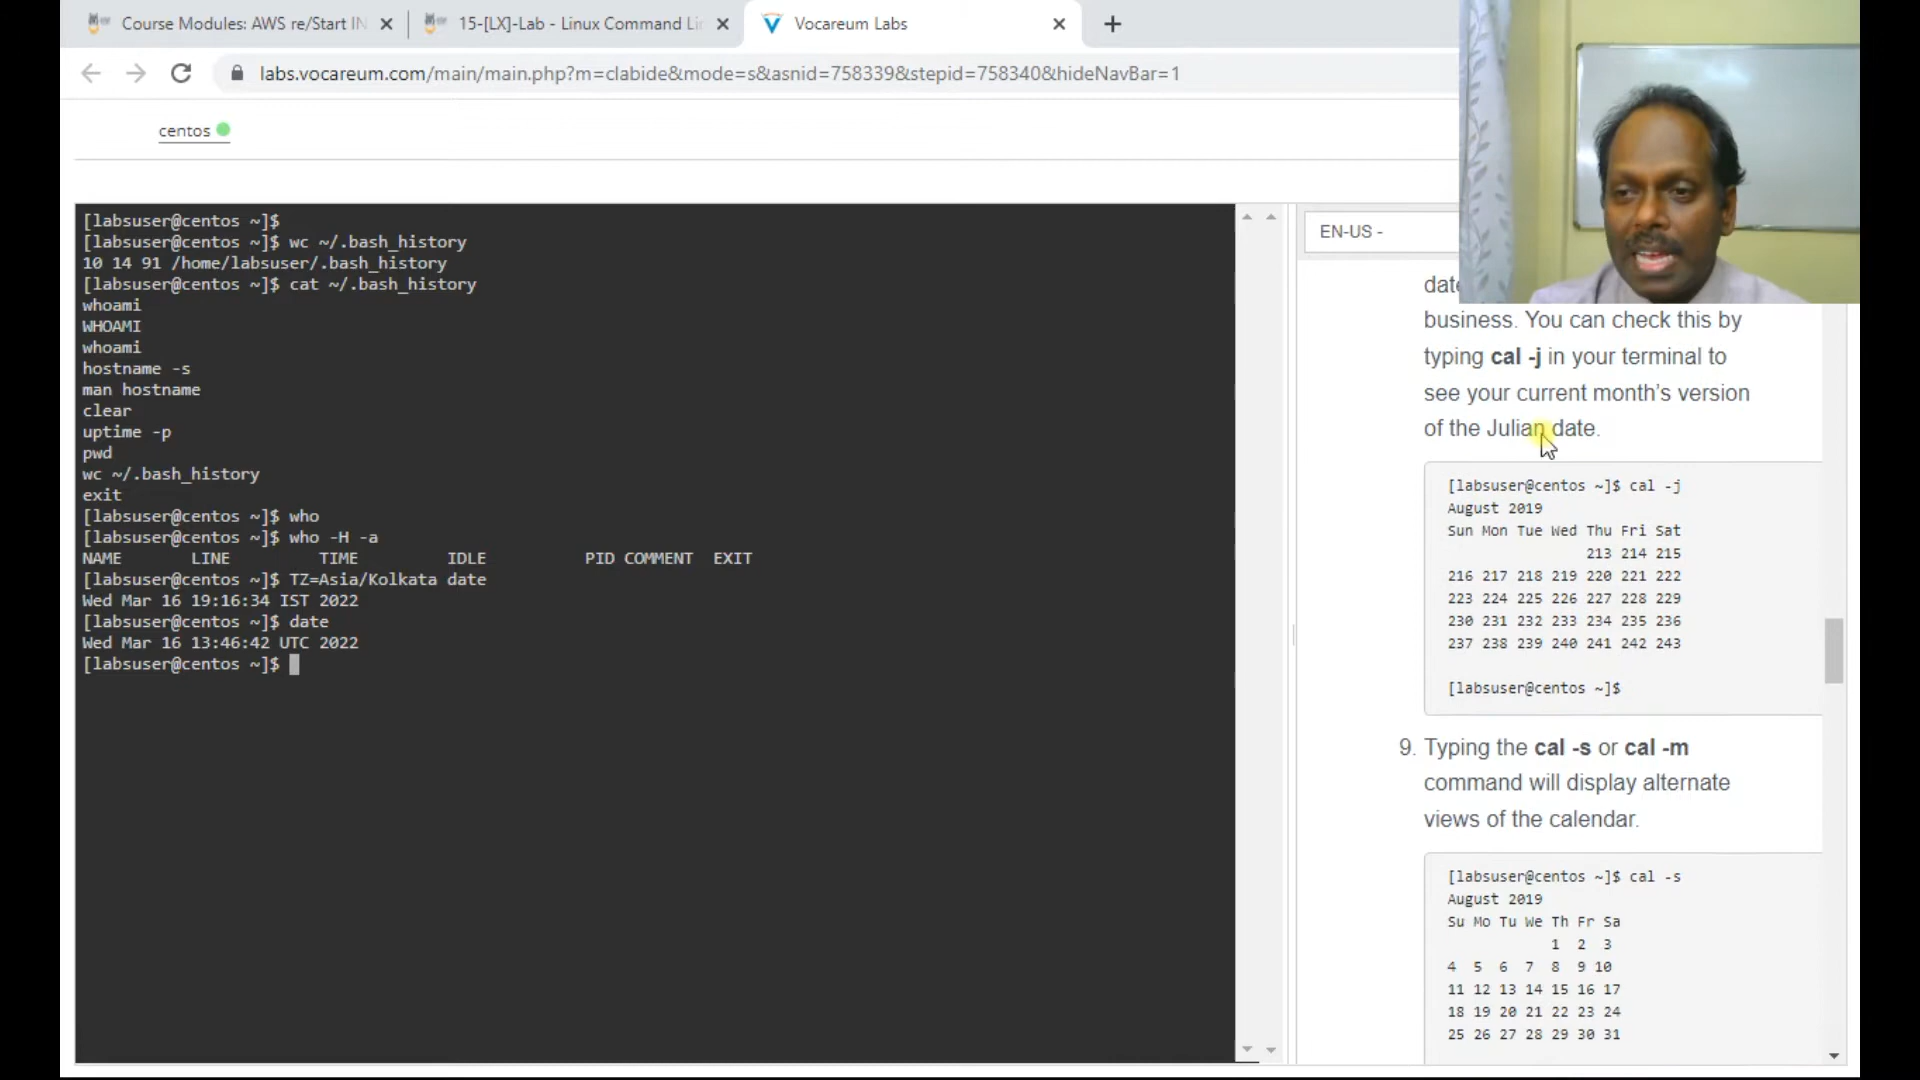 Course Modules: AWS re/Start IN
15-[LX]-Lab - Linux Command Li
Vocareum Labs
labs.vocareum.com/main/main.php?m=clabide&mode=s&asnid=758339&stepid=758340&hideNavBar=1
centos
[labsuser@centos ~]$
[labsuser@centos ~]$ wc ~/.bash_history
10 14 91 /home/labsuser/.bash_history
[labsuser@centos ~]$ cat ~/.bash_history
whoami
WHOAMI
whoami
hostname -s
man hostname
clear
uptime -p
pwd
wc ~/.bash_history
exit
[labsuser@centos ~]$ who
[labsuser@centos ~]$ who -H -a
NAME LINE TIME IDLE PID COMMENT EXIT
[labsuser@centos ~]$ TZ=Asia/Kolkata date
Wed Mar 16 19:16:34 IST 2022
[labsuser@centos ~]$ date
Wed Mar 16 13:46:42 UTC 2022
[labsuser@centos ~]$
EN-US -
business. You can check this by
typing cal -j in your terminal to
see your current month's version
of the Julian date.
[labsuser@centos ~]$ cal -j
August 2019
Sun Mon Tue Wed Thu Fri Sat
213 214 215
216 217 218 219 220 221 222
223 224 225 226 227 228 229
230 231 232 233 234 235 236
237 238 239 240 241 242 243
[labsuser@centos ~]$
9. Typing the cal -s or cal -m
command will display alternate
views of the calendar.
[labsuser@centos ~]$ cal -s
August 2019
Su Mo Tu We Th Fr Sa
1 2 3
4 5 6 7 8 9 10
11 12 13 14 15 16 17
18 19 20 21 22 23 24
25 26 27 28 29 30 31